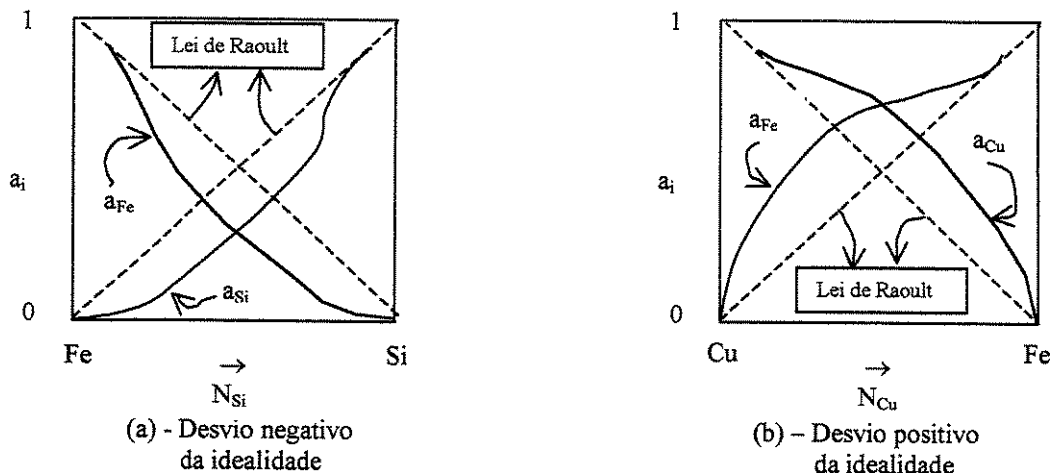 1
Lei de Raoult
a_i
a_Fe
a_Si
0
Fe
Si
→
N_Si
(a) - Desvio negativo
da idealidade
1
a_Fe
a_Cu
a_i
Lei de Raoult
0
Cu
Fe
→
N_Cu
(b) – Desvio positivo
da idealidade